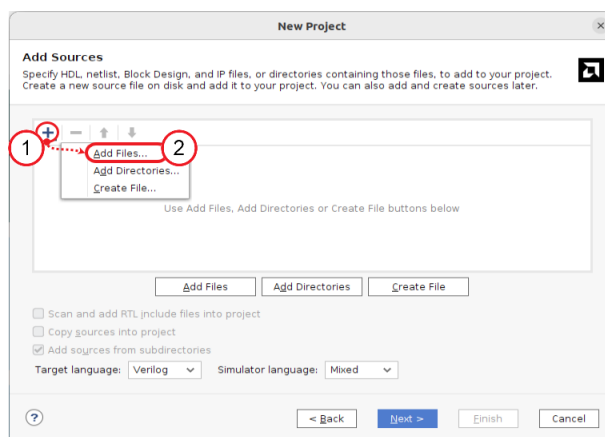 New Project
Add Sources
Specify HDL, netlist, Block Design, and IP files, or directories containing those files, to add to your project.
Create a new source file on disk and add it to your project. You can also add and create sources later.
1
Add Files...
2
Add Directories...
Create File...
Use Add Files, Add Directories or Create File buttons below
Add Files
Add Directories
Create File
Scan and add RTL include files into project
Copy sources into project
Add sources from subdirectories
Target language: Verilog
Simulator language: Mixed
?
< Back
Next >
Finish
Cancel